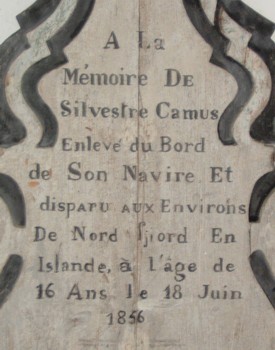 A La
Mémoire DE
Silvestre Camus
Enlevé du Bord
de Son Navire Et
disparu AUX Environs
De Nord fjord En
Islande, à l'âge de
16 Ans, le 18 Juin
1856